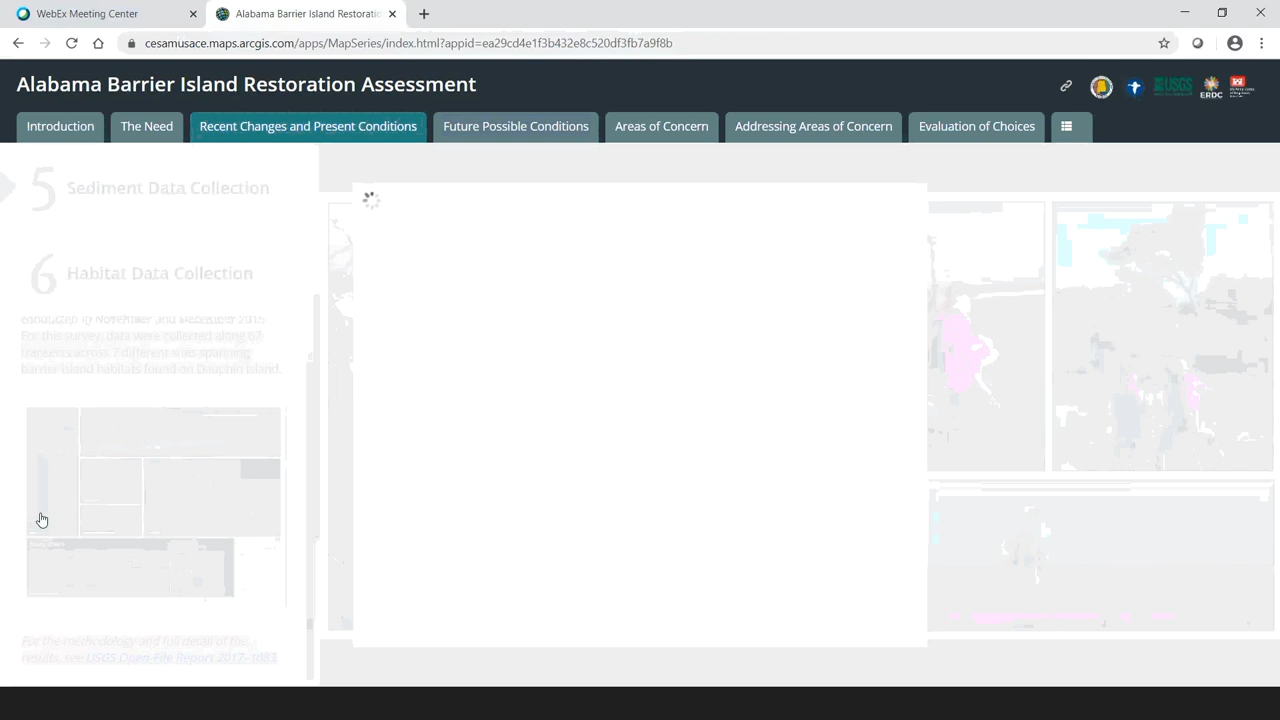 WebEx Meeting Center
Alabama Barrier Island Restoratio
cesamusace.maps.arcgis.com/apps/MapSeries/index.html?appid=ea29cd4e1f3b432e8c520df3fb7a9f8b
Alabama Barrier Island Restoration Assessment
USGS
ERDC
Introduction
The Need
Recent Changes and Present Conditions
Future Possible Conditions
Areas of Concern
Addressing Areas of Concern
Evaluation of Choices
5 Sediment Data Collection
6 Habitat Data Collection
conducted in November and December 2015.
For this survey, data were collected along 67
transects across 7 different sites spanning
barrier island habitats found on Dauphin Island.
For the methodology and full detail of the
results, see USGS Open-File Report 2017–1083